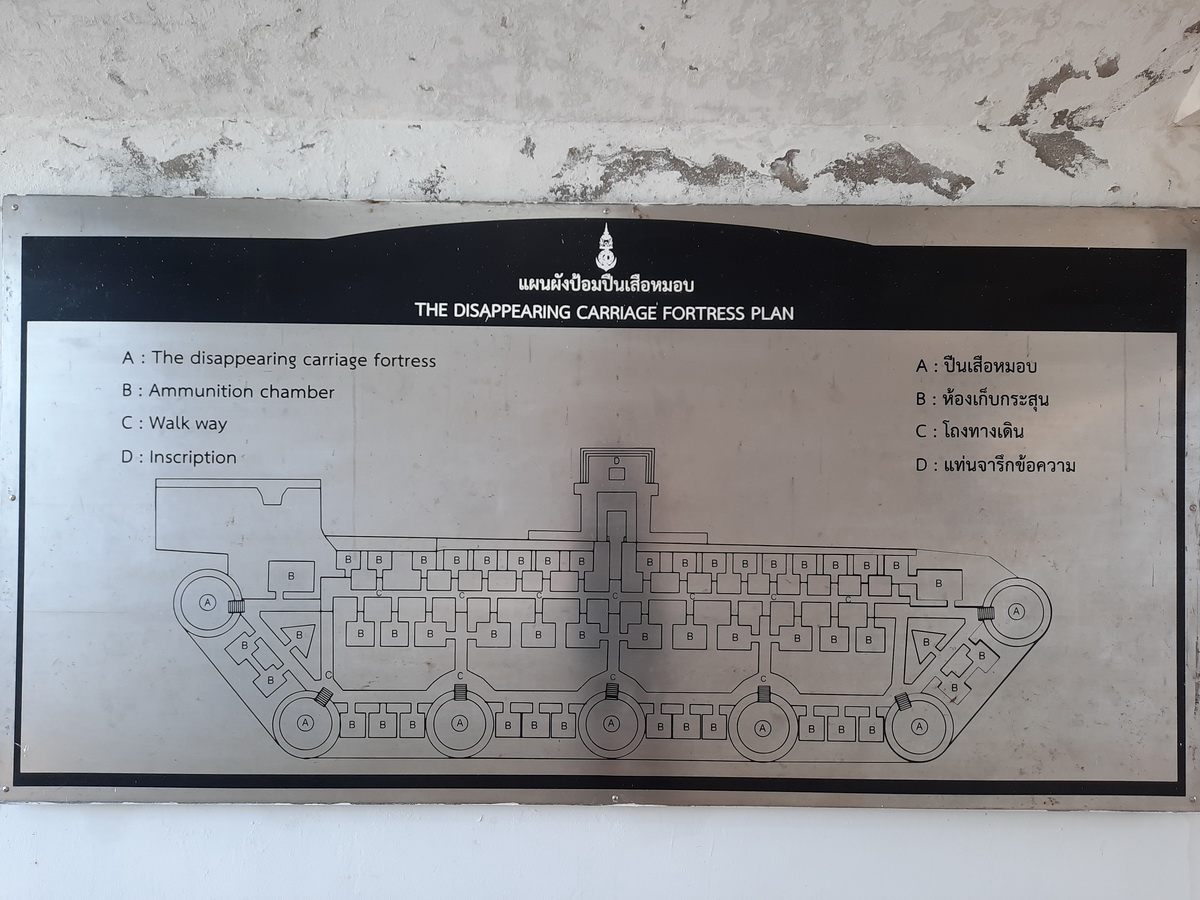 แผนผังป้อมปืนเสือหมอบ
THE DISAPPEARING CARRIAGE FORTRESS PLAN
A : The disappearing carriage fortress
B : Ammunition chamber
C : Walk way
D : Inscription
A : ปืนเสือหมอบ
B : ห้องเก็บกระสุน
C : โถงทางเดิน
D : แท่นจารึกข้อความ
D
B B B B B B B B B B B B B B B B B
B B
A C C C C C C A
B B B B B B B B B B B B
B B B B
B B
C C C C
A A A A A
B B B B B B B B B B B B